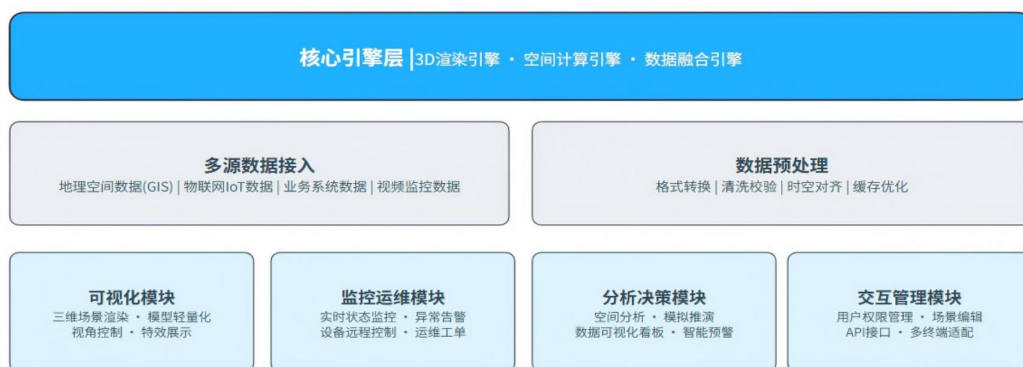 核心引擎层 |3D渲染引擎 · 空间计算引擎 · 数据融合引擎
多源数据接入
地理空间数据(GIS) | 物联网IoT数据 | 业务系统数据 | 视频监控数据
数据预处理
格式转换 | 清洗校验 | 时空对齐 | 缓存优化
可视化模块
三维场景渲染 · 模型轻量化
视角控制 · 特效展示
监控运维模块
实时状态监控 · 异常告警
设备远程控制 · 运维工单
分析决策模块
空间分析 · 模拟推演
数据可视化看板 · 智能预警
交互管理模块
用户权限管理 · 场景编辑
API接口 · 多终端适配